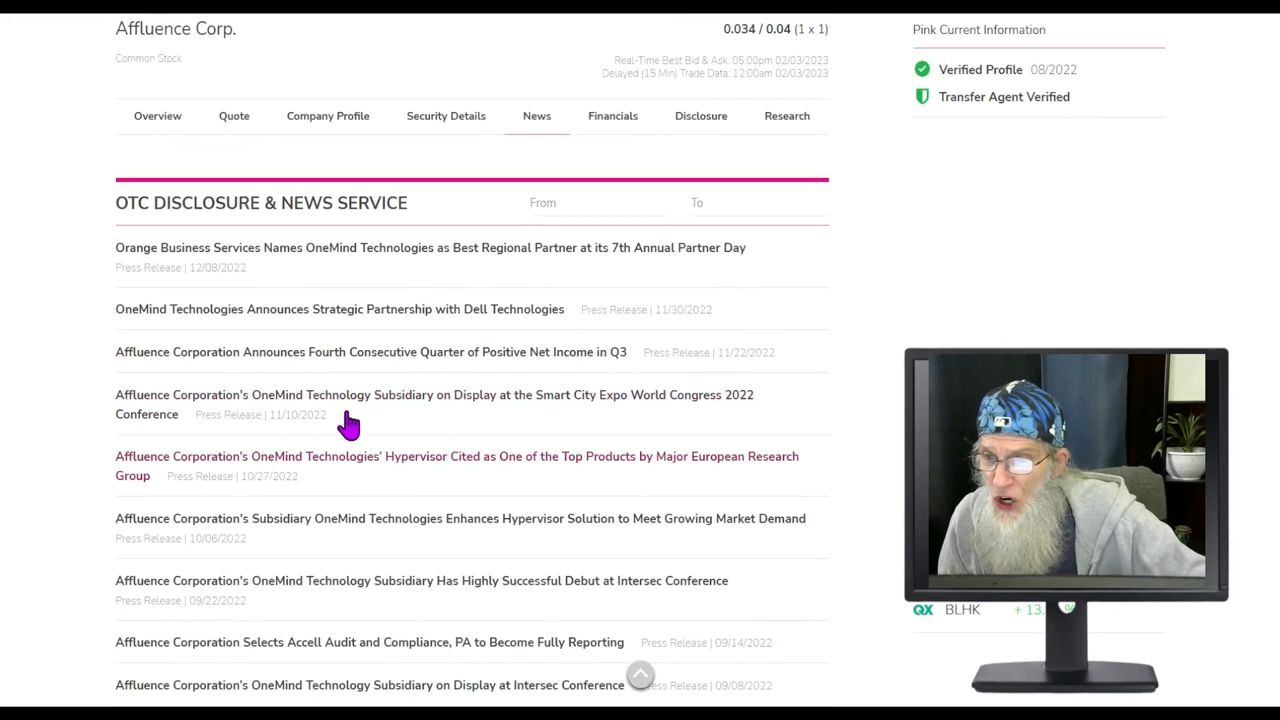 Affluence Corp.
0.034 / 0.04 (1 x 1)
Pink Current Information
Common Stock
Real-Time Best Bid & Ask: 05:00pm 02/03/2023
Delayed (15 Min) Trade Data: 12:00am 02/03/2023
Verified Profile 08/2022
Transfer Agent Verified
Overview Quote Company Profile Security Details News Financials Disclosure Research
OTC DISCLOSURE & NEWS SERVICE
From To
Orange Business Services Names OneMind Technologies as Best Regional Partner at its 7th Annual Partner Day
Press Release | 12/08/2022
OneMind Technologies Announces Strategic Partnership with Dell Technologies Press Release | 11/30/2022
Affluence Corporation Announces Fourth Consecutive Quarter of Positive Net Income in Q3 Press Release | 11/22/2022
Affluence Corporation's OneMind Technology Subsidiary on Display at the Smart City Expo World Congress 2022
Conference Press Release | 11/10/2022
Affluence Corporation's OneMind Technologies' Hypervisor Cited as One of the Top Products by Major European Research
Group Press Release | 10/27/2022
Affluence Corporation's Subsidiary OneMind Technologies Enhances Hypervisor Solution to Meet Growing Market Demand
Press Release | 10/06/2022
Affluence Corporation's OneMind Technology Subsidiary Has Highly Successful Debut at Intersec Conference
Press Release | 09/22/2022
QX BLHK
Affluence Corporation Selects Accell Audit and Compliance, PA to Become Fully Reporting Press Release | 09/14/2022
Affluence Corporation's OneMind Technology Subsidiary on Display at Intersec Conference Press Release | 09/08/2022